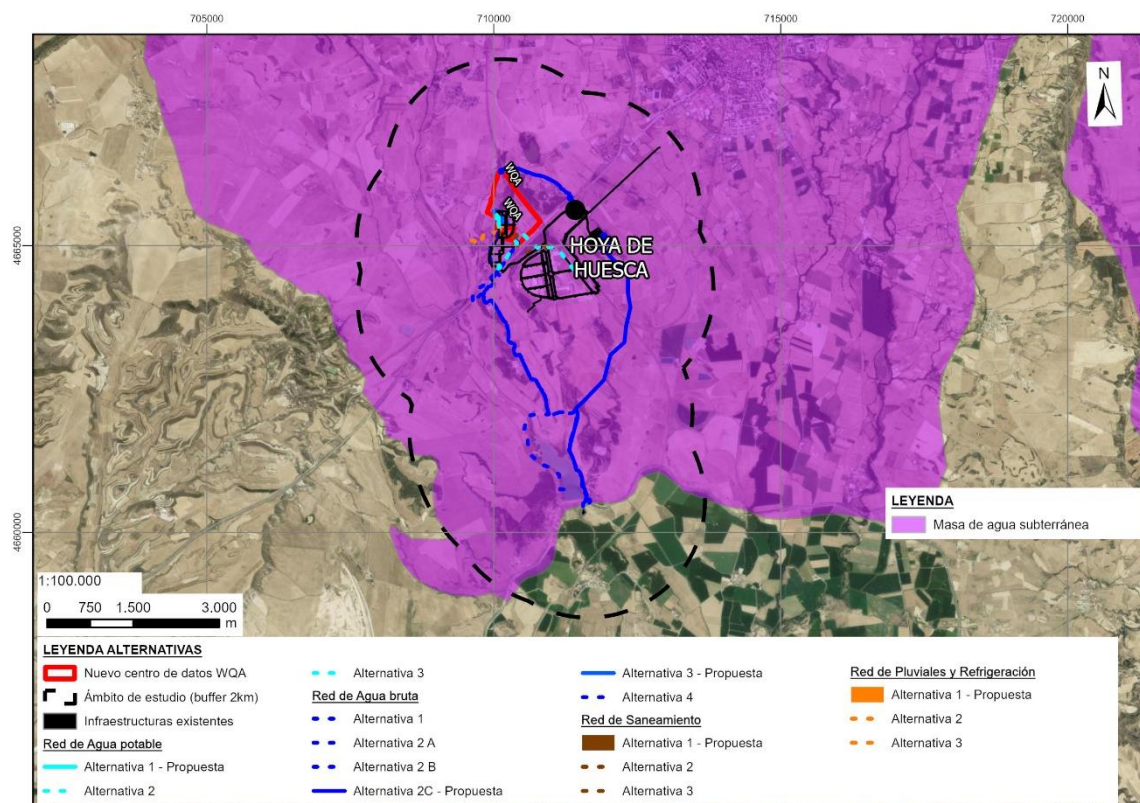 705000
710000
715000
720000
N
WQA
WQA
4665000
HOYA DE
HUESCA
4660000
LEYENDA
Masa de agua subterránea
1:100.000
0 750 1.500 3.000
m
LEYENDA ALTERNATIVAS
Nuevo centro de datos WQA
Ámbito de estudio (buffer 2km)
Infraestructuras existentes
Red de Agua potable
Alternativa 1 - Propuesta
Alternativa 2
Alternativa 3
Red de Agua bruta
Alternativa 1
Alternativa 2 A
Alternativa 2 B
Alternativa 2C - Propuesta
Alternativa 3 - Propuesta
Alternativa 4
Red de Saneamiento
Alternativa 1 - Propuesta
Alternativa 2
Alternativa 3
Red de Pluviales y Refrigeración
Alternativa 1 - Propuesta
Alternativa 2
Alternativa 3